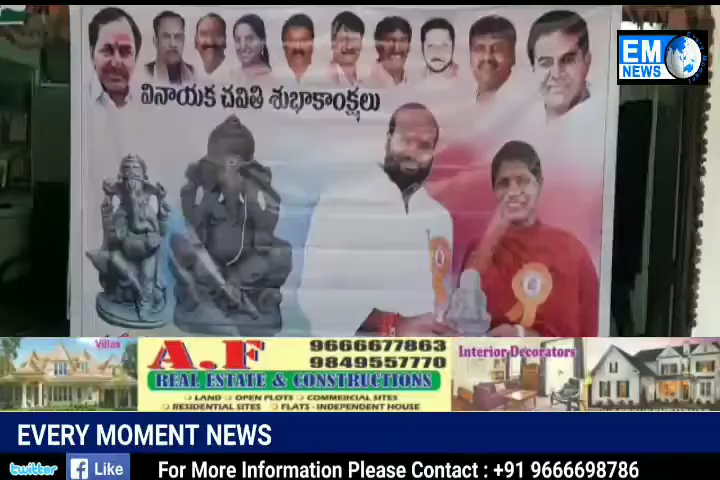 EM
NEWS
వినాయక చవితి శుభాకాంక్షలు
Villas
A.F
9666677863
9849557770
REAL ESTATE & CONSTRUCTIONS
LAND OPEN PLOTS COMMERCIAL SITES
RESIDENTIAL SITES FLATS - INDEPENDENT HOUSE
Interior Decorators
EVERY MOMENT NEWS
twitter
f Like
For More Information Please Contact : +91 9666698786